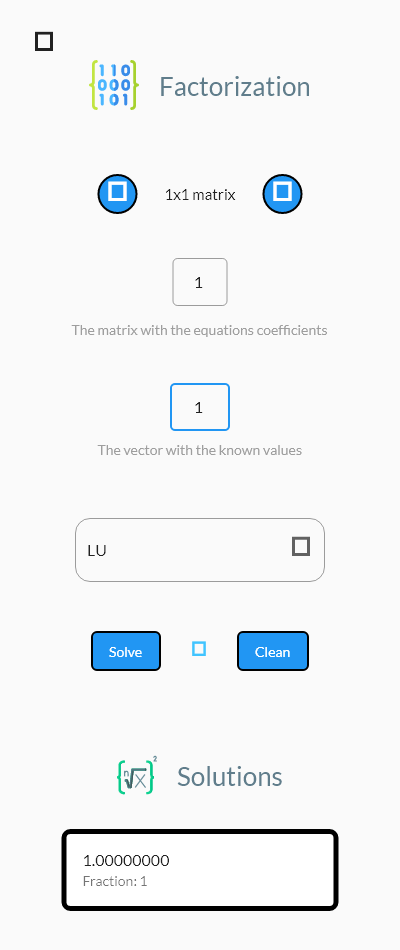 110
000
101
Factorization
1x1 matrix
1
The matrix with the equations coefficients
1
The vector with the known values
LU
Solve
Clean
{ⁿ√x}²
Solutions
1.00000000
Fraction: 1